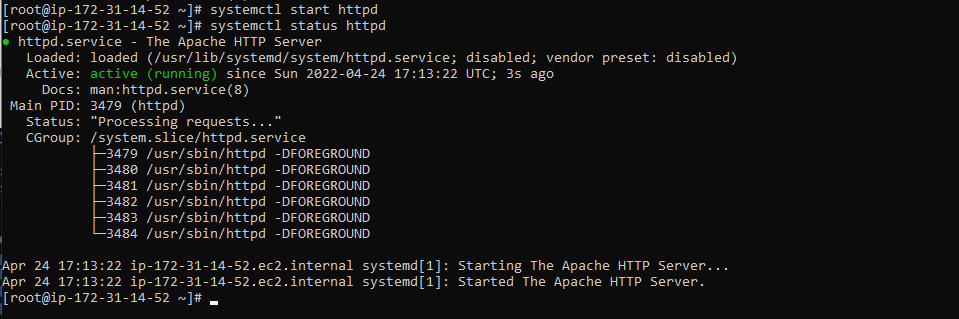 [root@ip-172-31-14-52 ~]# systemctl start httpd
[root@ip-172-31-14-52 ~]# systemctl status httpd
● httpd.service - The Apache HTTP Server
   Loaded: loaded (/usr/lib/systemd/system/httpd.service; disabled; vendor preset: disabled)
   Active: active (running) since Sun 2022-04-24 17:13:22 UTC; 3s ago
     Docs: man:httpd.service(8)
 Main PID: 3479 (httpd)
   Status: "Processing requests..."
   CGroup: /system.slice/httpd.service
           ├─3479 /usr/sbin/httpd -DFOREGROUND
           ├─3480 /usr/sbin/httpd -DFOREGROUND
           ├─3481 /usr/sbin/httpd -DFOREGROUND
           ├─3482 /usr/sbin/httpd -DFOREGROUND
           ├─3483 /usr/sbin/httpd -DFOREGROUND
           └─3484 /usr/sbin/httpd -DFOREGROUND

Apr 24 17:13:22 ip-172-31-14-52.ec2.internal systemd[1]: Starting The Apache HTTP Server...
Apr 24 17:13:22 ip-172-31-14-52.ec2.internal systemd[1]: Started The Apache HTTP Server.
[root@ip-172-31-14-52 ~]#